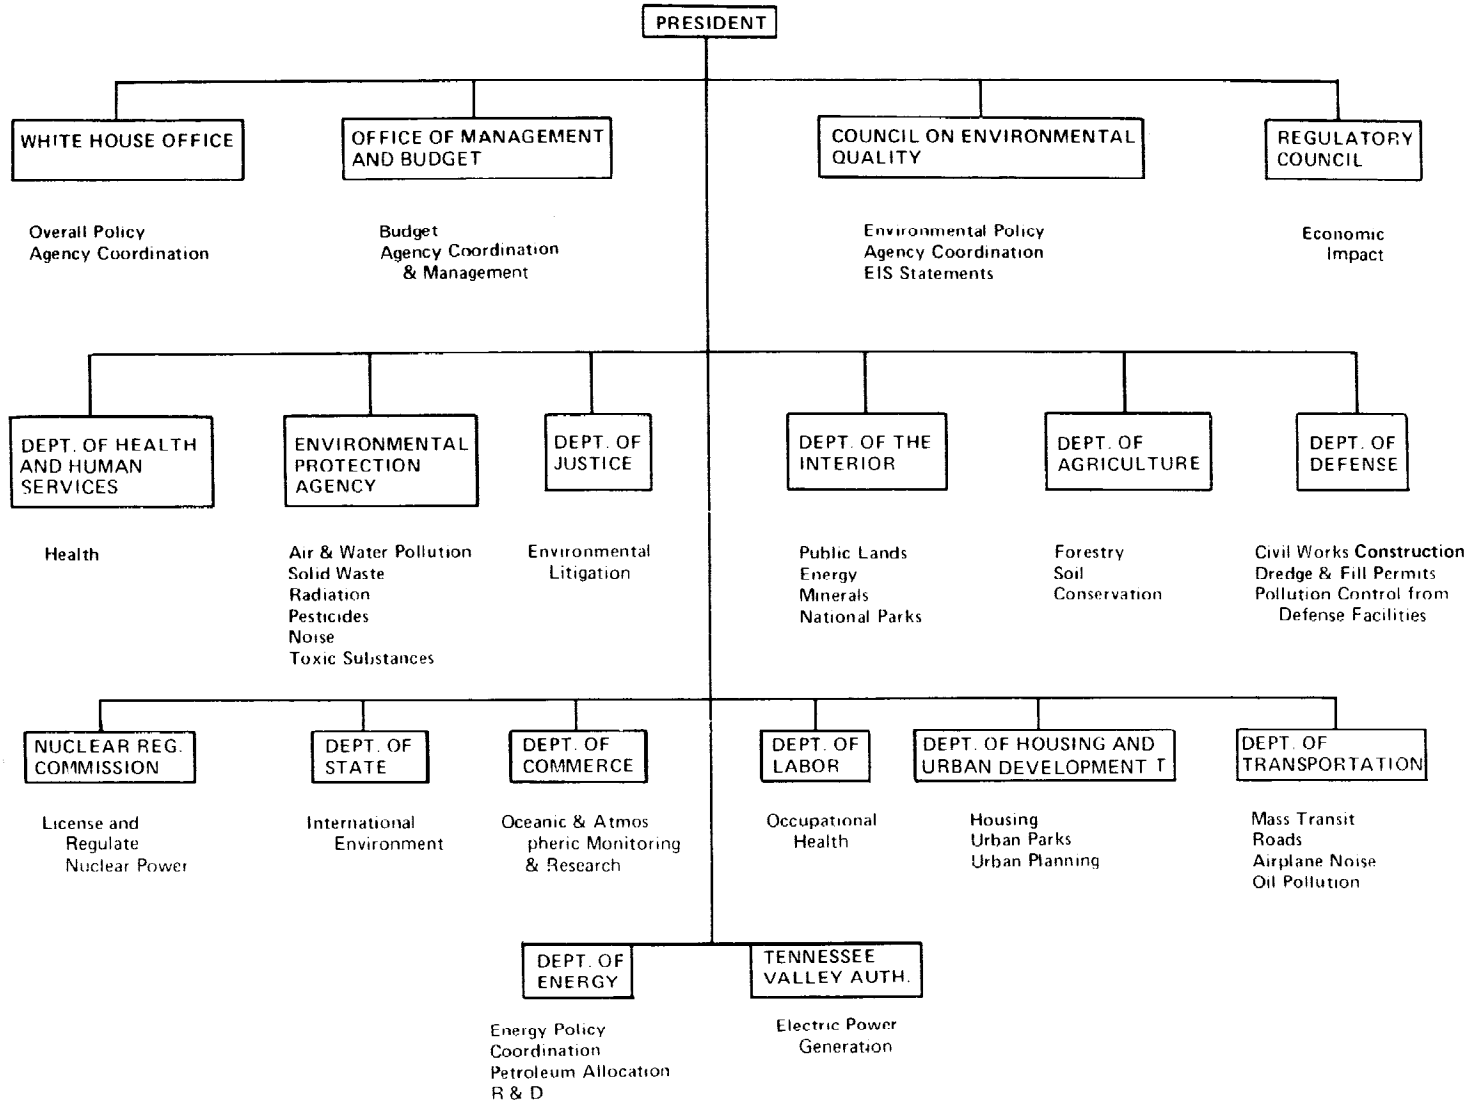 PRESIDENT
WHITE HOUSE OFFICE
Overall Policy
Agency Coordination
OFFICE OF MANAGEMENT
AND BUDGET
Budget
Agency Coordination
& Management
COUNCIL ON ENVIRONMENTAL
QUALITY
Environmental Policy
Agency Coordination
EIS Statements
REGULATORY
COUNCIL
Economic
Impact
DEPT. OF HEALTH
AND HUMAN
SERVICES
Health
ENVIRONMENTAL
PROTECTION
AGENCY
Air & Water Pollution
Solid Waste
Radiation
Pesticides
Noise
Toxic Substances
DEPT. OF
JUSTICE
Environmental
Litigation
DEPT. OF THE
INTERIOR
Public Lands
Energy
Minerals
National Parks
DEPT. OF
AGRICULTURE
Forestry
Soil
Conservation
DEPT. OF
DEFENSE
Civil Works Construction
Dredge & Fill Permits
Pollution Control from
Defense Facilities
NUCLEAR REG.
COMMISSION
License and
Regulate
Nuclear Power
DEPT. OF
STATE
International
Environment
DEPT. OF
COMMERCE
Oceanic & Atmos
pheric Monitoring
& Research
DEPT. OF
LABOR
Occupational
Health
DEPT. OF HOUSING AND
URBAN DEVELOPMENT T
Housing
Urban Parks
Urban Planning
DEPT. OF
TRANSPORTATION
Mass Transit
Roads
Airplane Noise
Oil Pollution
DEPT. OF
ENERGY
Energy Policy
Coordination
Petroleum Allocation
R & D
TENNESSEE
VALLEY AUTH.
Electric Power
Generation